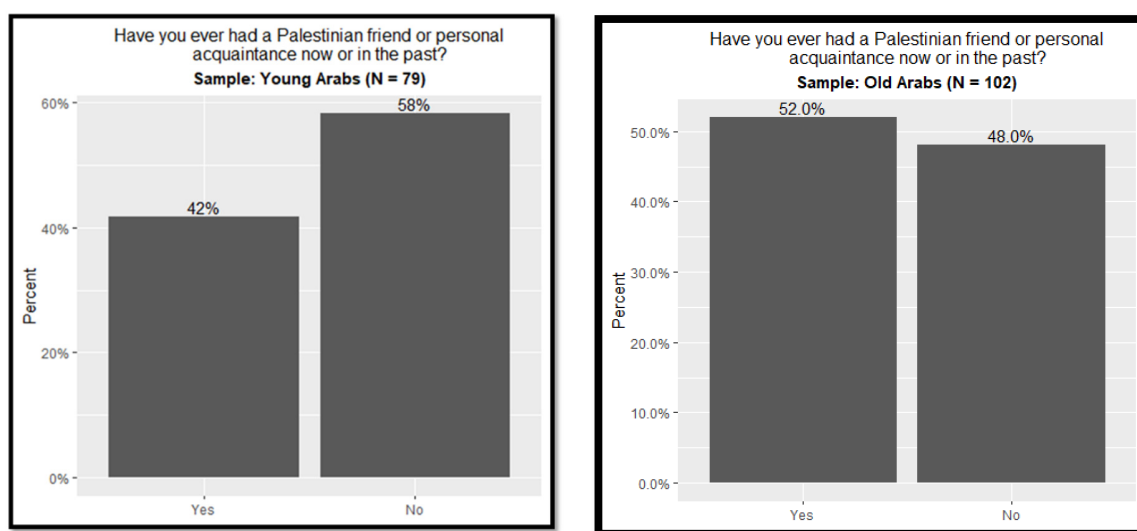 Have you ever had a Palestinian friend or personal
acquaintance now or in the past?
Sample: Young Arabs (N = 79)
60%
58%
42%
40%
Percent
20%
0%
Yes
No
Have you ever had a Palestinian friend or personal
acquaintance now or in the past?
Sample: Old Arabs (N = 102)
52.0%
50.0%
48.0%
40.0%
30.0%
Percent
20.0%
10.0%
0.0%
Yes
No